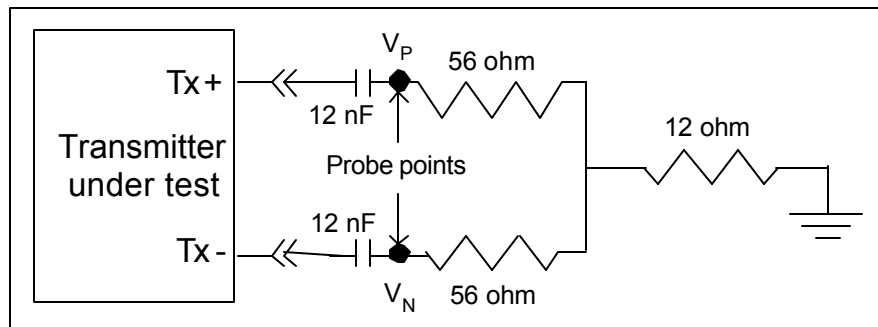 V_P
56 ohm
Tx+
12 nF
12 ohm
Transmitter
under test
Probe points
12 nF
Tx-
V_N
56 ohm